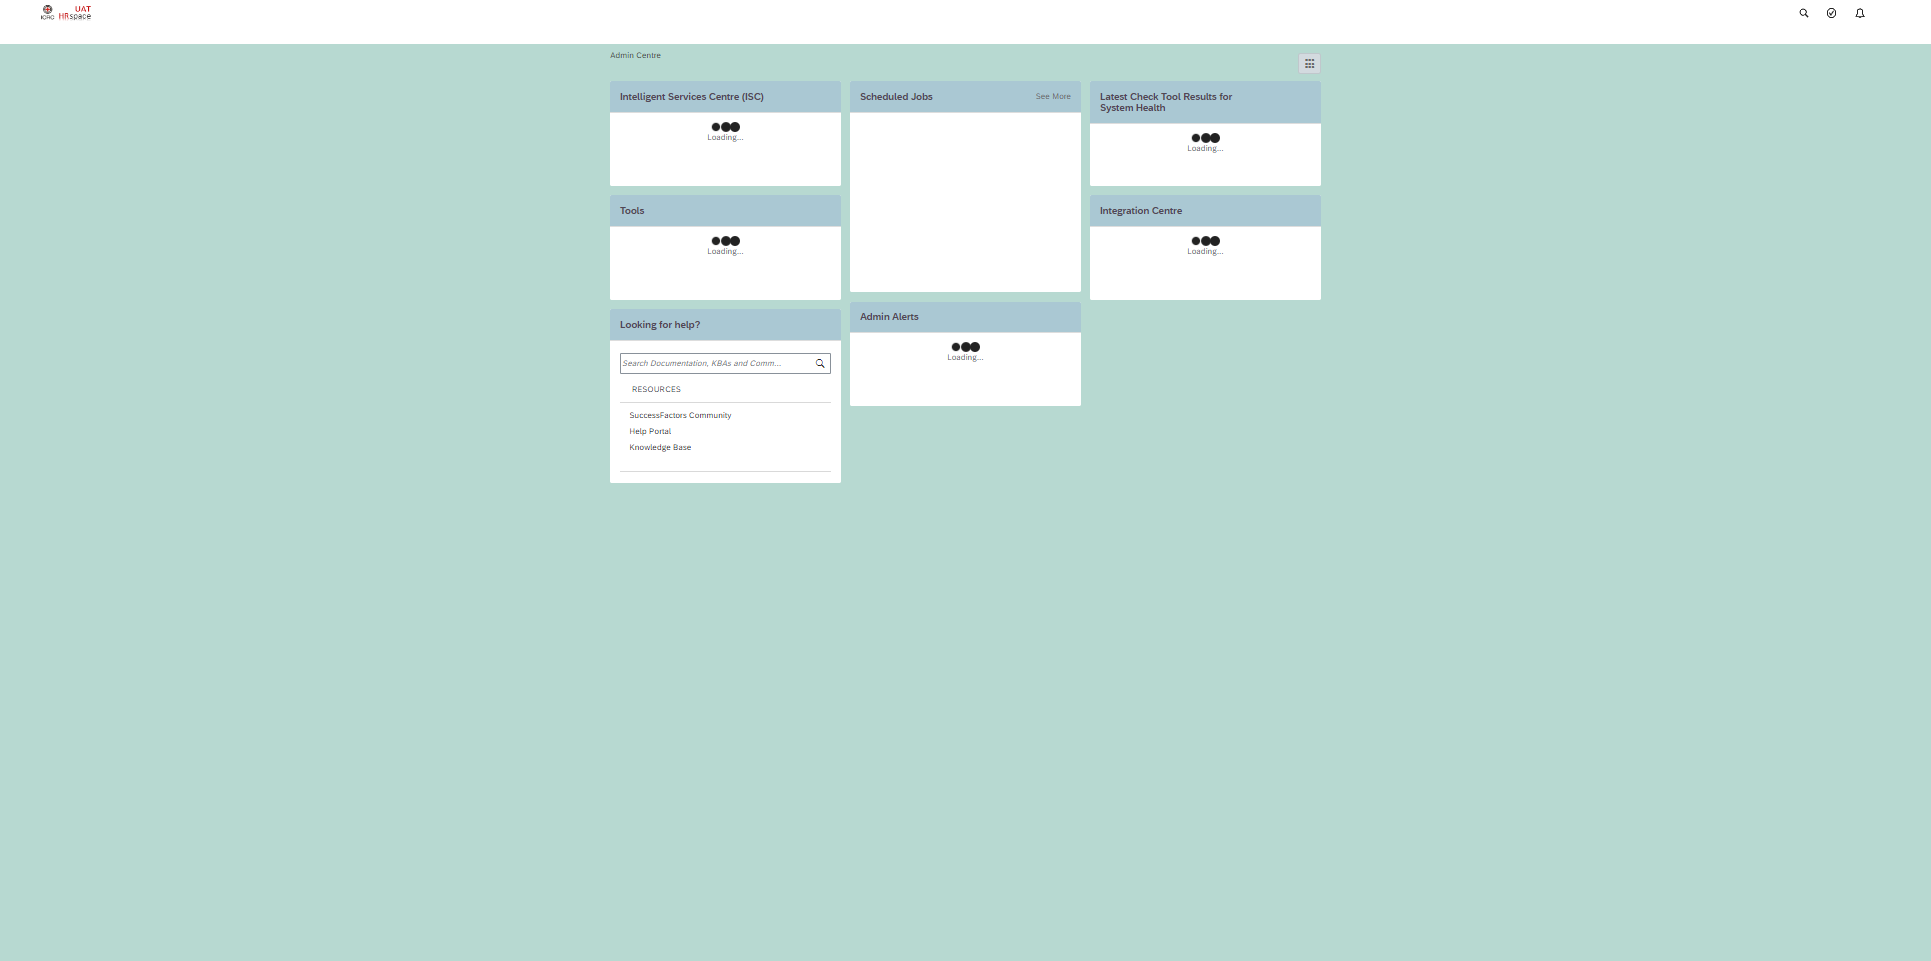 ICRC
UAT
HRspace
Admin Centre
Intelligent Services Centre (ISC)
Loading...
Tools
Loading...
Looking for help?
Search Documentation, KBAs and Comm...
RESOURCES
SuccessFactors Community
Help Portal
Knowledge Base
Scheduled Jobs
See More
Admin Alerts
Loading...
Latest Check Tool Results for
System Health
Loading...
Integration Centre
Loading...